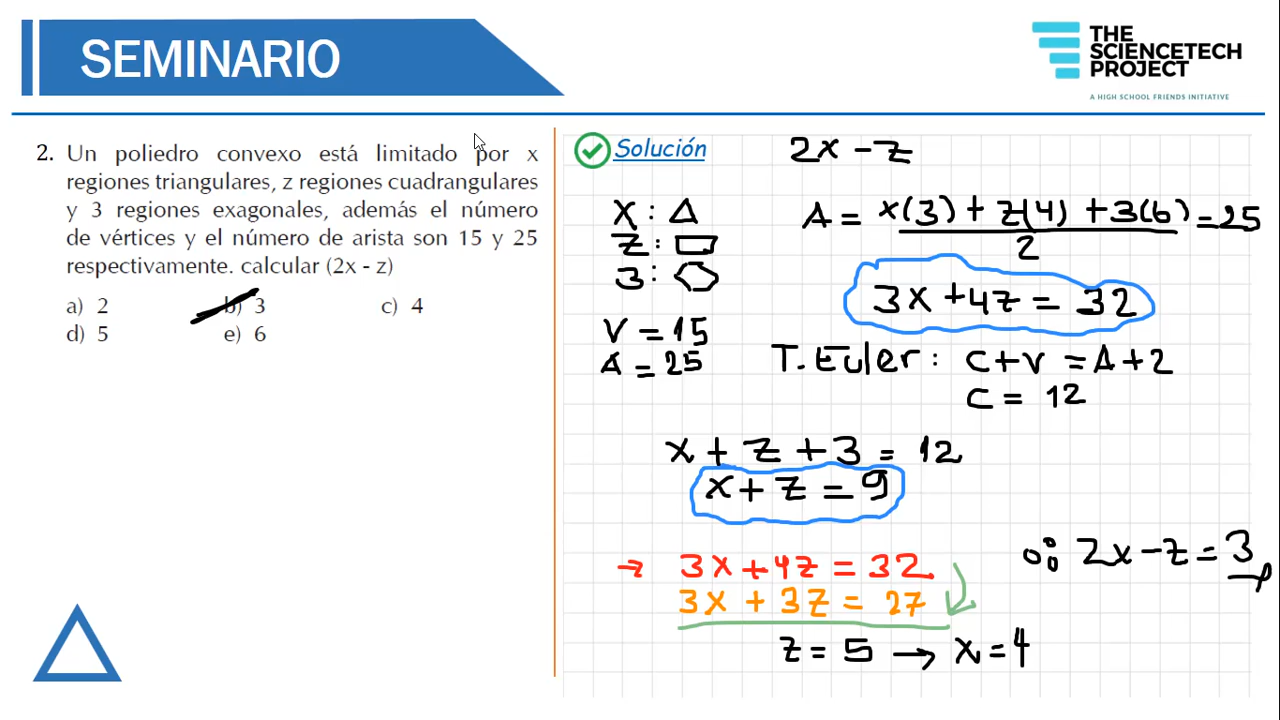 SEMINARIO
THE
SCIENCETECH
PROJECT
A HIGH SCHOOL FRIENDS INITIATIVE
2. Un poliedro convexo está limitado por x
regiones triangulares, z regiones cuadrangulares
y 3 regiones exagonales, además el número
de vértices y el número de arista son 15 y 25
respectivamente. calcular (2x - z)
a) 2 b) 3 c) 4
d) 5 e) 6
Solución
2x - z
x : △
z : ▭
3 : ⬡
V = 15
A = 25
A = x(3) + z(4) + 3(6) = 25
2
3x + 4z = 32
T. Euler : C + V = A + 2
C = 12
x + z + 3 = 12
x + z = 9
→ 3x + 4z = 32
3x + 3z = 27
z = 5 → x = 4
∴ 2x - z = 3